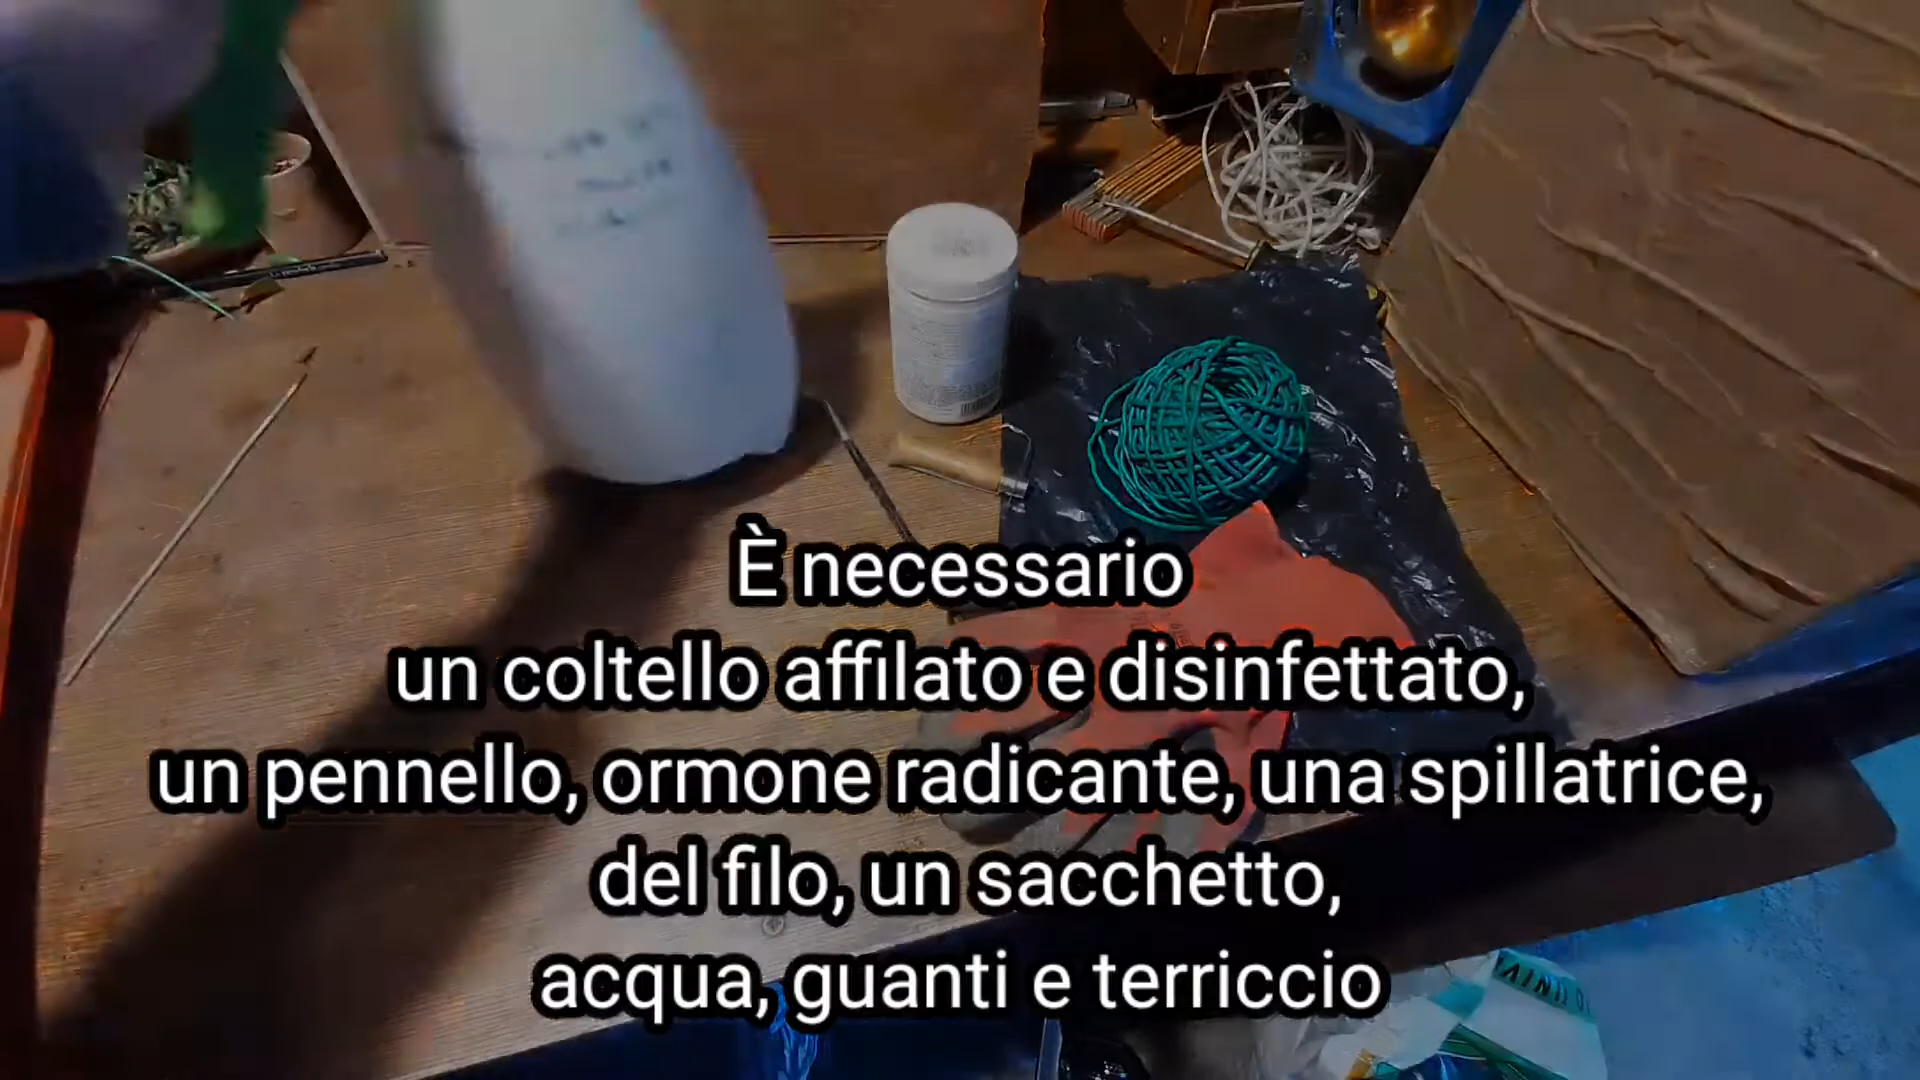 È necessario
un coltello affilato e disinfettato,
un pennello, ormone radicante, una spillatrice,
del filo, un sacchetto,
acqua, guanti e terriccio